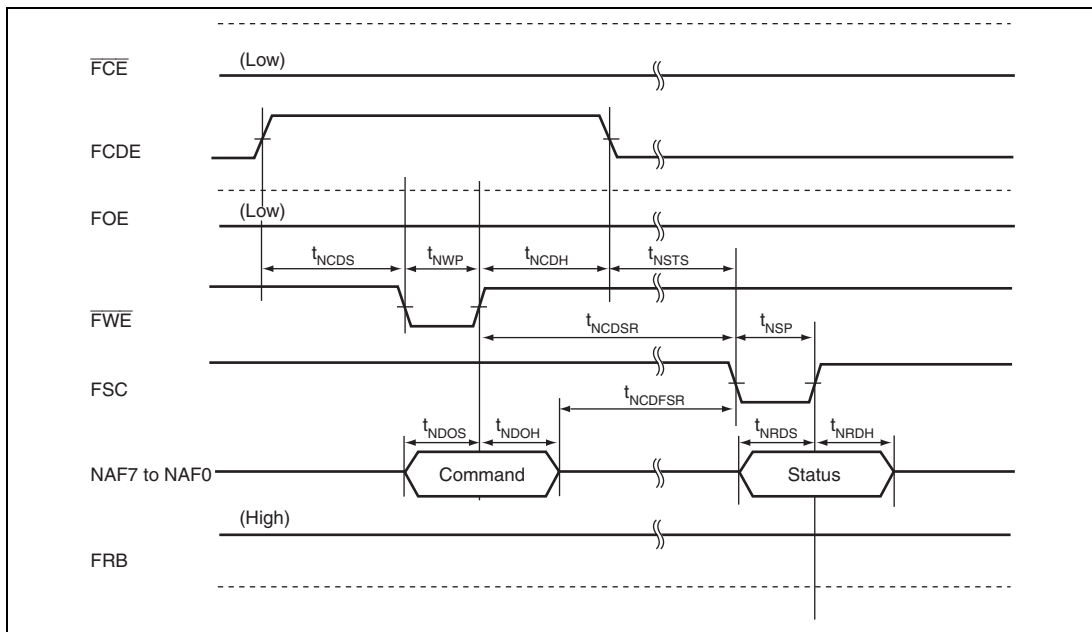 (Low)
FCE
FCDE
(Low)
FOE
tNCDS tNWP tNCDH tNSTS
FWE
tNCDSR tNSP
FSC
tNCDFSR
tNDOS tNDOH tNRDS tNRDH
NAF7 to NAF0 Command Status
(High)
FRB